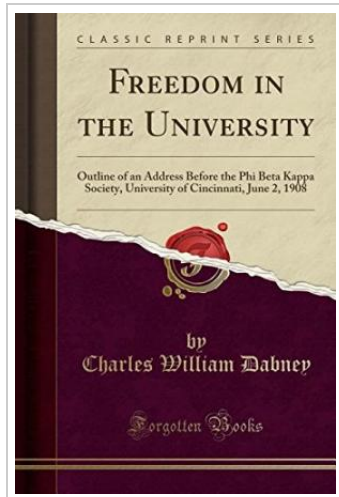 CLASSIC REPRINT SERIES
FREEDOM IN
THE UNIVERSITY
Outline of an Address Before the Phi Beta Kappa
Society, University of Cincinnati, June 2, 1908
by
Charles William Dabney
Forgotten Books